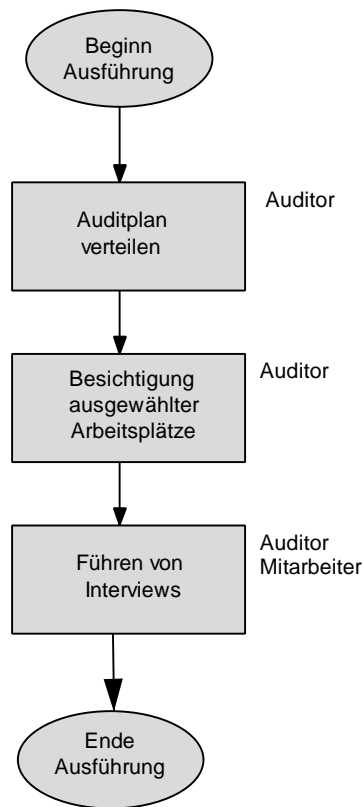 Beginn
Ausführung
Auditplan
verteilen
Auditor
Besichtigung
ausgewählter
Arbeitsplätze
Auditor
Führen von
Interviews
Auditor
Mitarbeiter
Ende
Ausführung